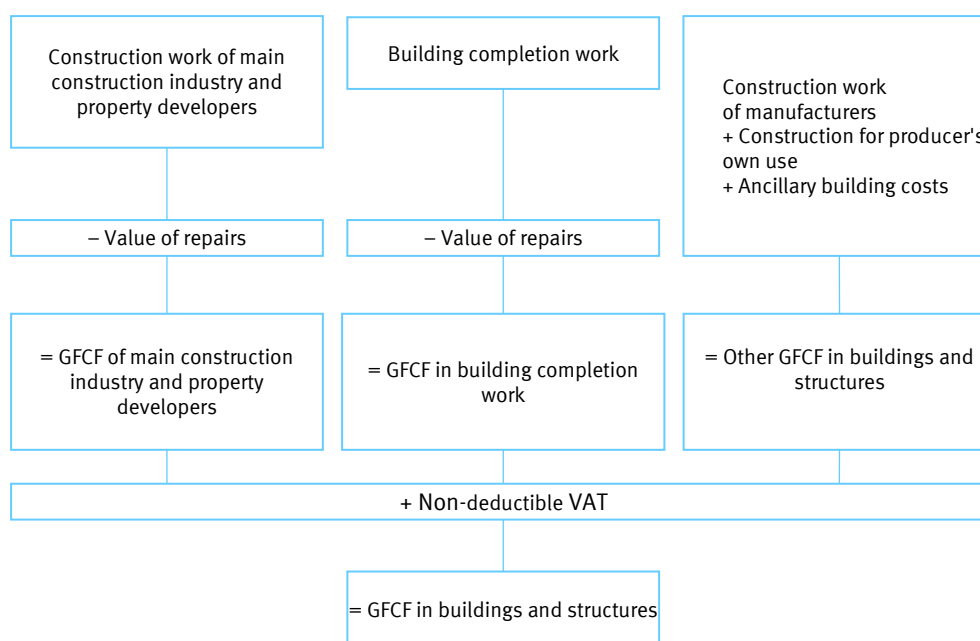 Construction work of main
construction industry and
property developers
Building completion work
Construction work
of manufacturers
+ Construction for producer's
own use
+ Ancillary building costs
– Value of repairs
– Value of repairs
= GFCF of main construction
industry and property
developers
= GFCF in building completion
work
= Other GFCF in buildings and
structures
+ Non-deductible VAT
= GFCF in buildings and structures